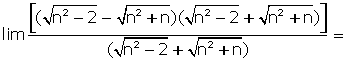 lim [(√n²−2 − √n²+n)(√n²−2 + √n²+n)] / (√n²−2 + √n²+n) =